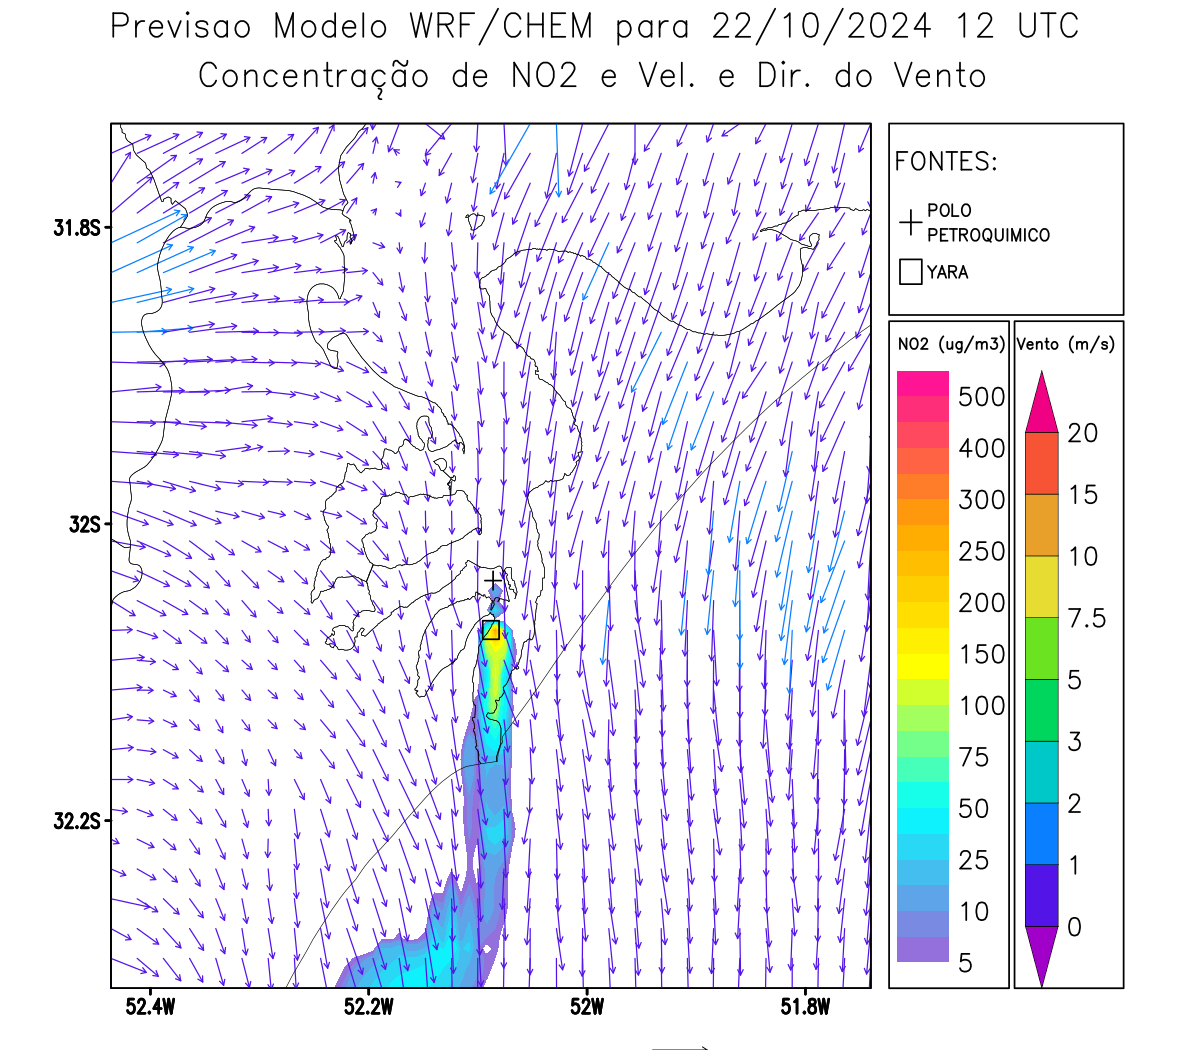 Previsao Modelo WRF/CHEM para 22/10/2024 12 UTC
Concentração de NO2 e Vel. e Dir. do Vento
FONTES:
POLO
PETROQUIMICO
YARA
NO2 (ug/m3)
500
400
300
250
200
150
100
75
50
25
10
5
Vento (m/s)
20
15
10
7.5
5
3
2
1
0
31.8S
32S
32.2S
52.4W
52.2W
52W
51.8W